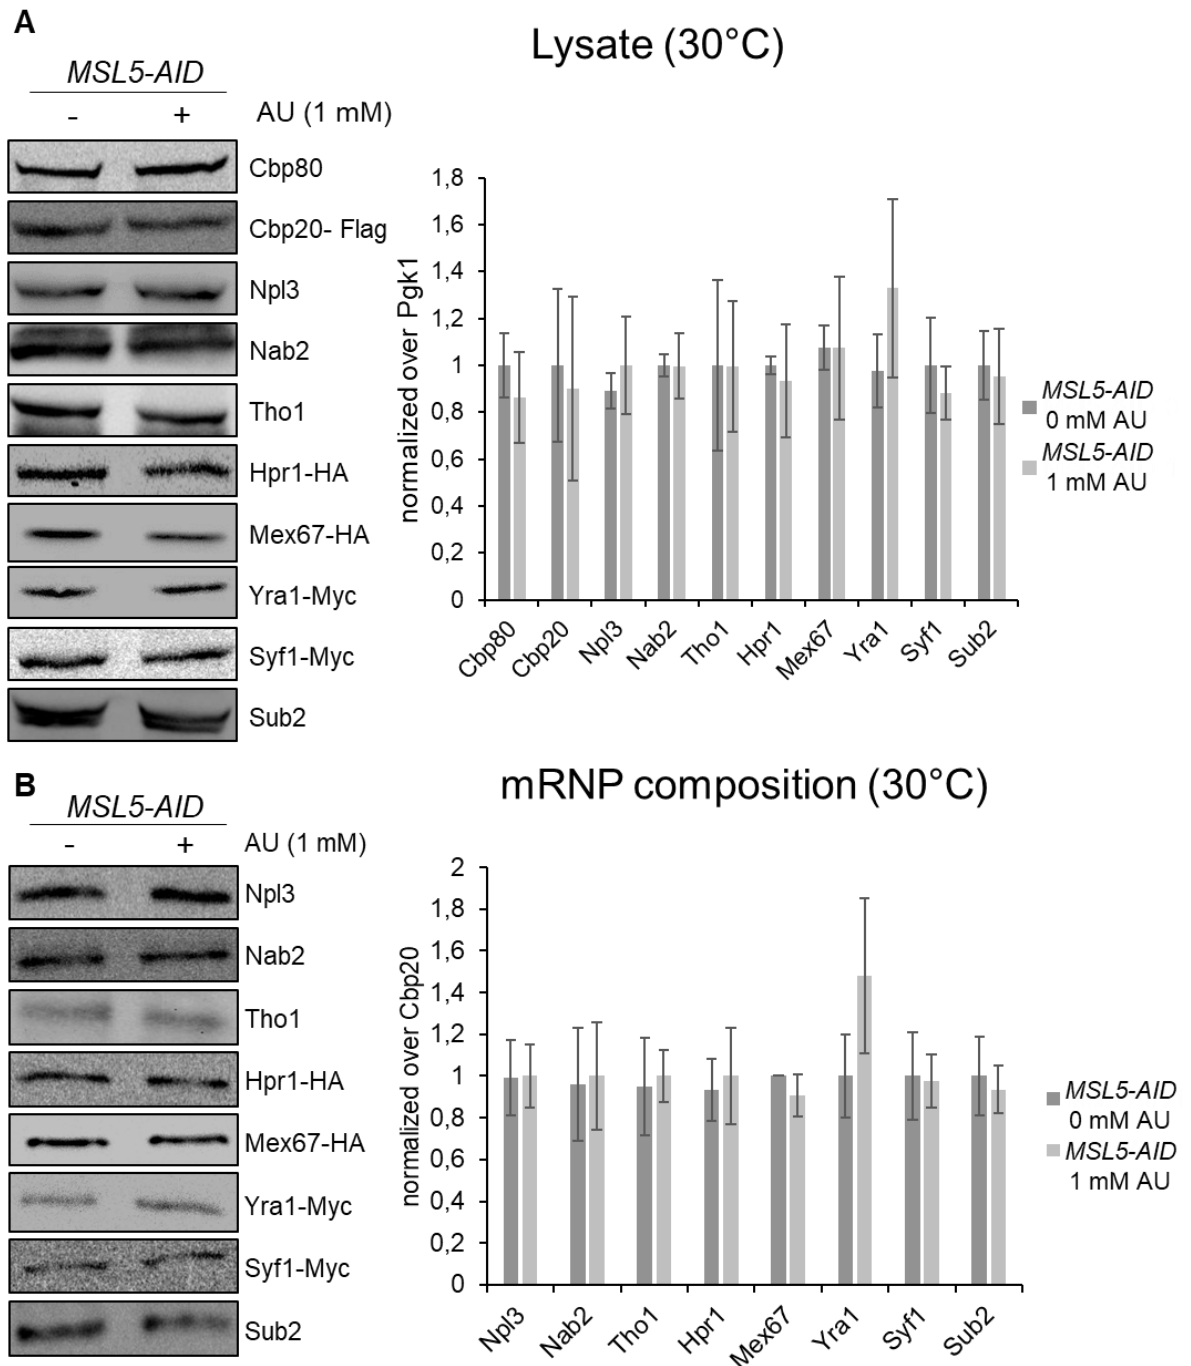 A
Lysate (30°C)
MSL5-AID
- + AU (1 mM)
Cbp80
Cbp20- Flag
Npl3
Nab2
Tho1
Hpr1-HA
Mex67-HA
Yra1-Myc
Syf1-Myc
Sub2
normalized over Pgk1
1,8
1,6
1,4
1,2
1
0,8
0,6
0,4
0,2
0
Cbp80 Cbp20 Npl3 Nab2 Tho1 Hpr1 Mex67 Yra1 Syf1 Sub2
MSL5-AID
0 mM AU
MSL5-AID
1 mM AU
B
mRNP composition (30°C)
MSL5-AID
- + AU (1 mM)
Npl3
Nab2
Tho1
Hpr1-HA
Mex67-HA
Yra1-Myc
Syf1-Myc
Sub2
normalized over Cbp20
2
1,8
1,6
1,4
1,2
1
0,8
0,6
0,4
0,2
0
Npl3 Nab2 Tho1 Hpr1 Mex67 Yra1 Syf1 Sub2
MSL5-AID
0 mM AU
MSL5-AID
1 mM AU